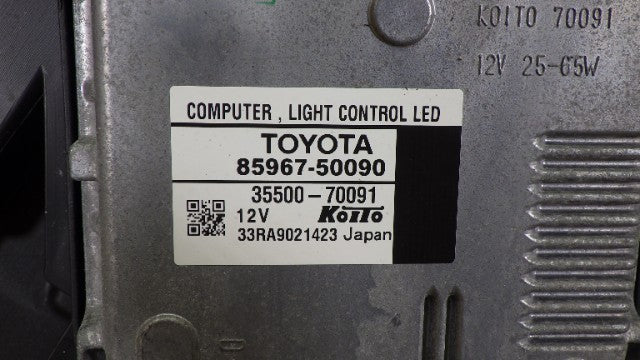 KOITO 70091
12V 25-65W
COMPUTER , LIGHT CONTROL LED
TOYOTA
85967-50090
35500-70091
12V KOITO
33RA9021423 Japan